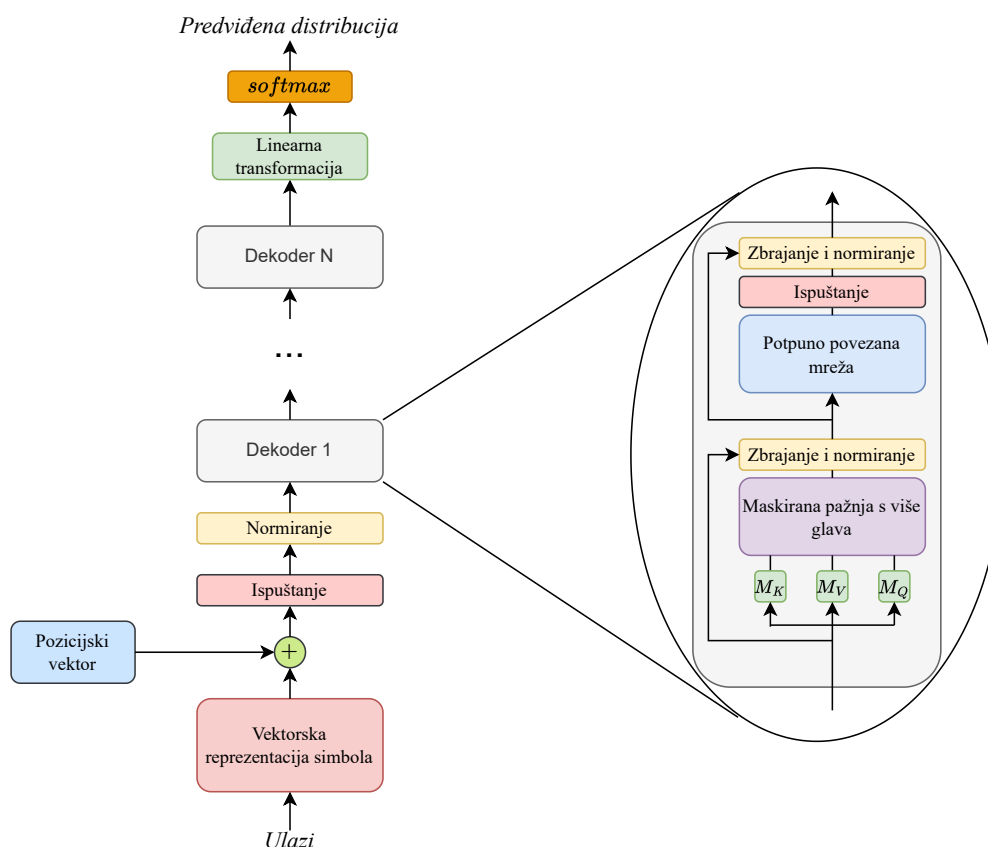 Predviđena distribucija
softmax
Linearna
transformacija
Dekoder N
...
Dekoder 1
Normiranje
Ispuštanje
+
Pozicijski
vektor
Vektorska
reprezentacija simbola
Ulazi
Zbrajanje i normiranje
Ispuštanje
Potpuno povezana
mreža
Zbrajanje i normiranje
Maskirana pažnja s više
glava
M_K M_V M_Q